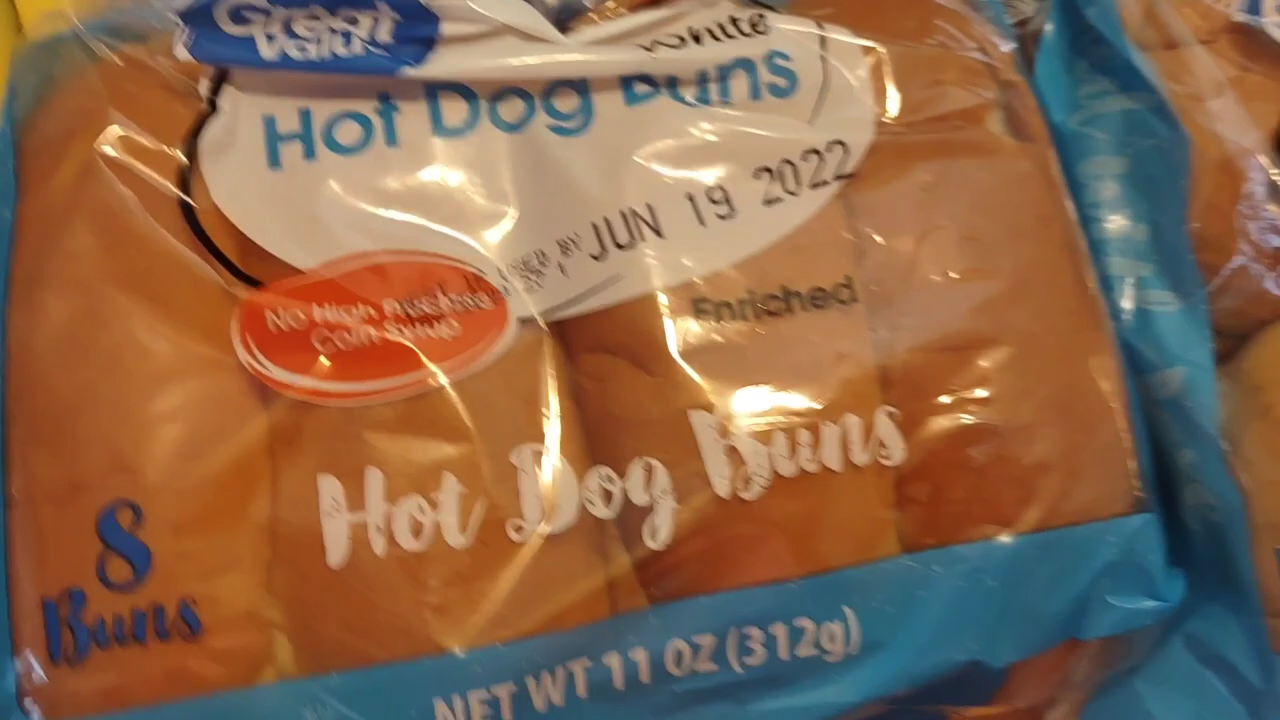 Great
Value
White
Hot Dog Buns
BY JUN 19 2022
No High Fructose
Corn Syrup
Enriched
Hot Dog Buns
8
Buns
NET WT 11 OZ (312g)